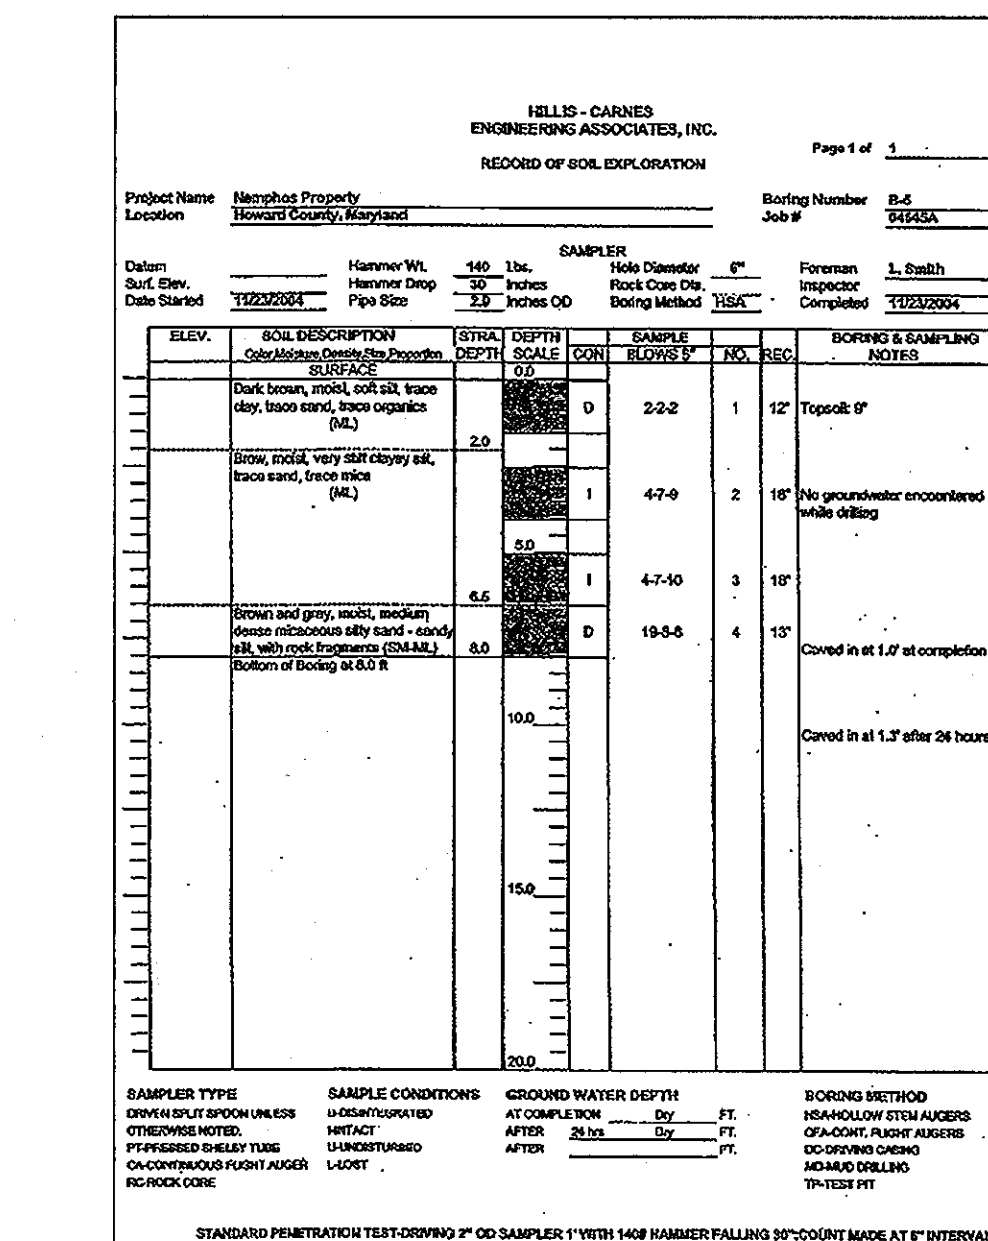 HILLIS - CARNES
ENGINEERING ASSOCIATES, INC.
Page 1 of 1
RECORD OF SOIL EXPLORATION
Project Name Nemphos Property Boring Number B-5
Location Howard County, Maryland Job # 04545A
SAMPLER
Datum Hammer Wt. 140 Lbs. Hole Diameter 6" Foreman L. Smith
Surf. Elev. Hammer Drop 30 Inches Rock Core Dia. Inspector
Date Started 11/23/2004 Pipe Size 2.0 Inches OD Boring Method HSA Completed 11/23/2004
ELEV. SOIL DESCRIPTION STRA. DEPTH SAMPLE BORING & SAMPLING
Color, Moisture, Density, Size, Proportion DEPTH SCALE CON BLOWS 6" NO. REC. NOTES
SURFACE 0.0
Dark brown, moist, soft silt, trace
clay, trace sand, trace organics D 2-2-2 1 12" Topsoil: 9"
(ML)
2.0
Brow, moist, very stiff clayey silt,
trace sand, trace mica
(ML) I 4-7-9 2 18" No groundwater encountered
while drilling
5.0
I 4-7-10 3 18"
6.5
Brown and gray, moist, medium
dense micaceous silty sand - sandy D 19-8-6 4 13"
silt, with rock fragments (SM-ML) 8.0 Caved in at 1.0' at completion
Bottom of Boring at 8.0 ft
10.0
Caved in at 1.3' after 24 hours
15.0
20.0
SAMPLER TYPE SAMPLE CONDITIONS GROUND WATER DEPTH BORING METHOD
DRIVEN SPLIT SPOON UNLESS D-DISINTEGRATED AT COMPLETION Dry FT. HSA-HOLLOW STEM AUGERS
OTHERWISE NOTED. I-INTACT AFTER 24 hrs Dry FT. CFA-CONT. FLIGHT AUGERS
PT-PRESSED SHELBY TUBE U-UNDISTURBED AFTER FT. DC-DRIVING CASING
CA-CONTINUOUS FLIGHT AUGER L-LOST MD-MUD DRILLING
RC-ROCK CORE TP-TEST PIT
STANDARD PENETRATION TEST-DRIVING 2" OD SAMPLER 1' WITH 140# HAMMER FALLING 30": COUNT MADE AT 6" INTERVAL